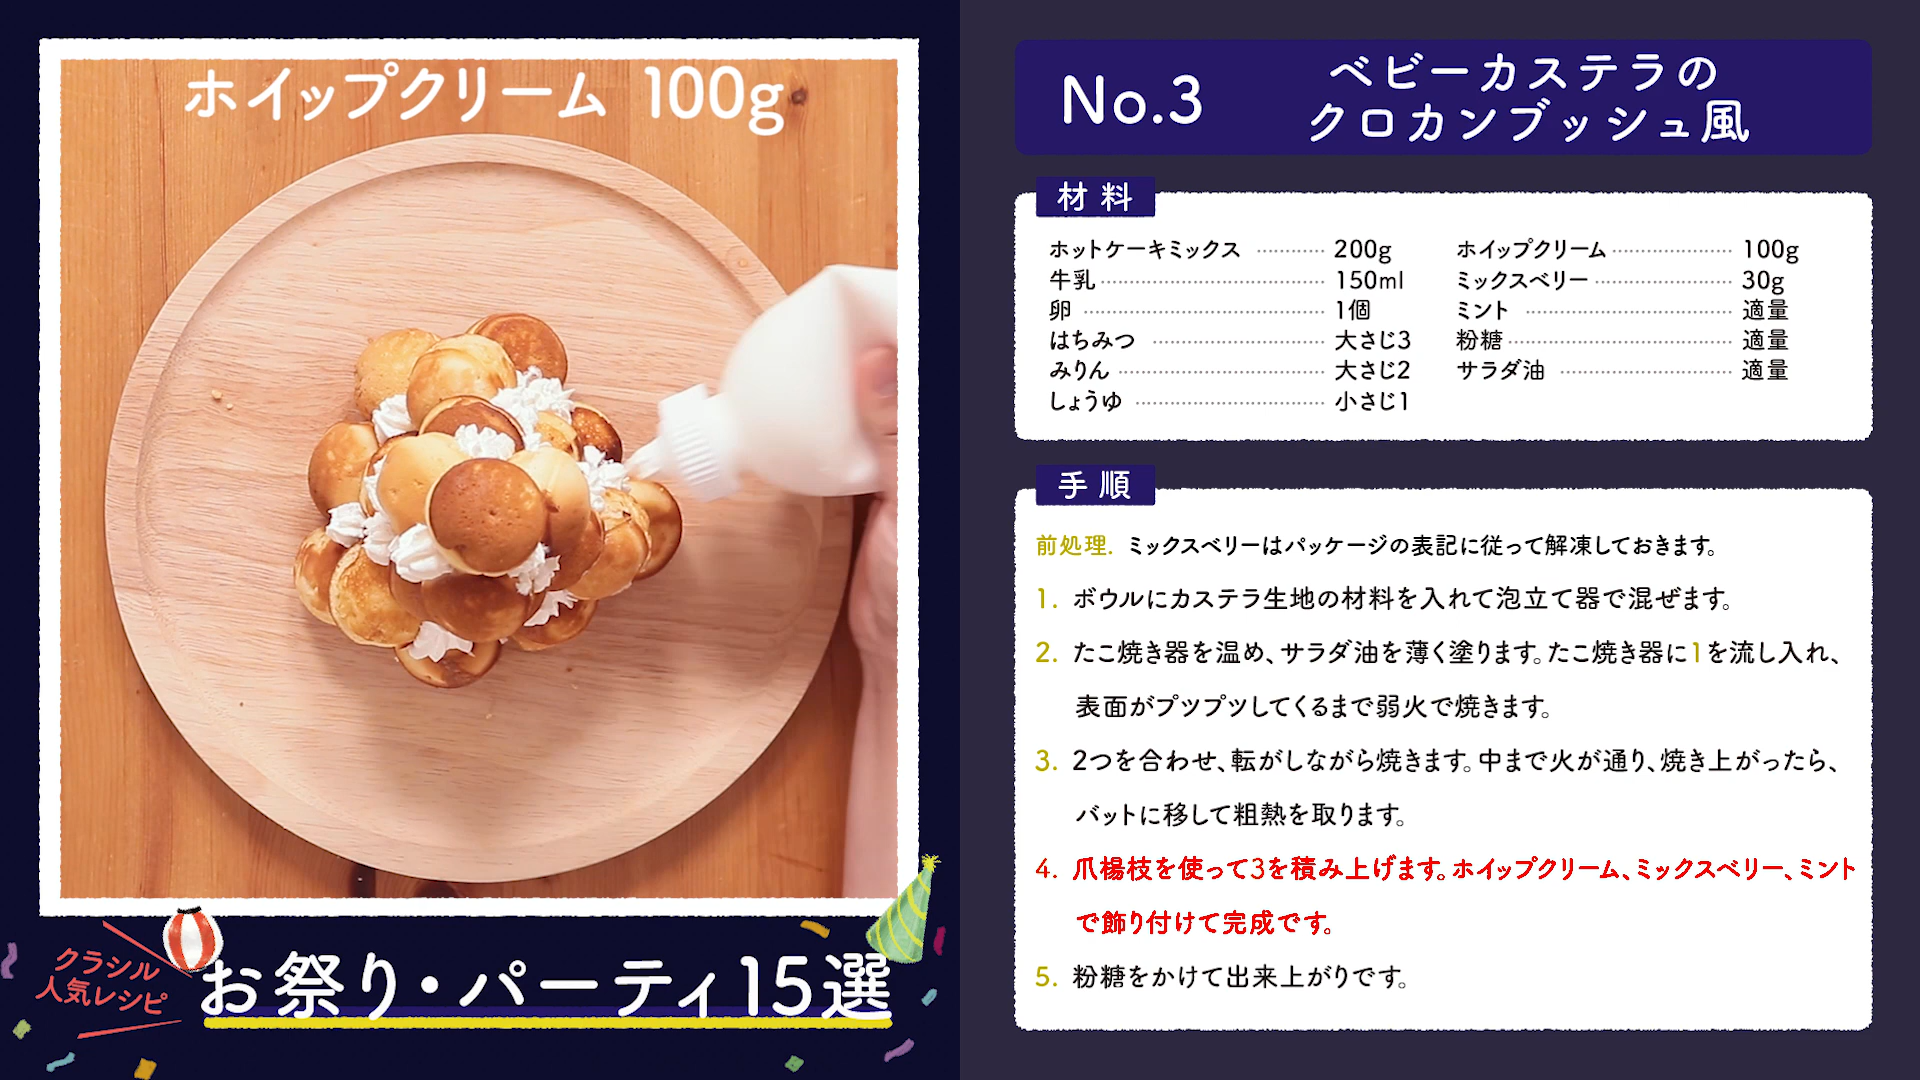 ホイップクリーム 100g
クラシル
人気レシピ
お祭り・パーティ15選
No.3
ベビーカステラの
クロカンブッシュ風
材料
ホットケーキミックス 200g
牛乳 150ml
卵 1個
はちみつ 大さじ3
みりん 大さじ2
しょうゆ 小さじ1
ホイップクリーム 100g
ミックスベリー 30g
ミント 適量
粉糖 適量
サラダ油 適量
手順
前処理. ミックスベリーはパッケージの表記に従って解凍しておきます。
1. ボウルにカステラ生地の材料を入れて泡立て器で混ぜます。
2. たこ焼き器を温め、サラダ油を薄く塗ります。たこ焼き器に1を流し入れ、
表面がプツプツしてくるまで弱火で焼きます。
3. 2つを合わせ、転がしながら焼きます。中まで火が通り、焼き上がったら、
バットに移して粗熱を取ります。
4. 爪楊枝を使って3を積み上げます。ホイップクリーム、ミックスベリー、ミント
で飾り付けて完成です。
5. 粉糖をかけて出来上がりです。